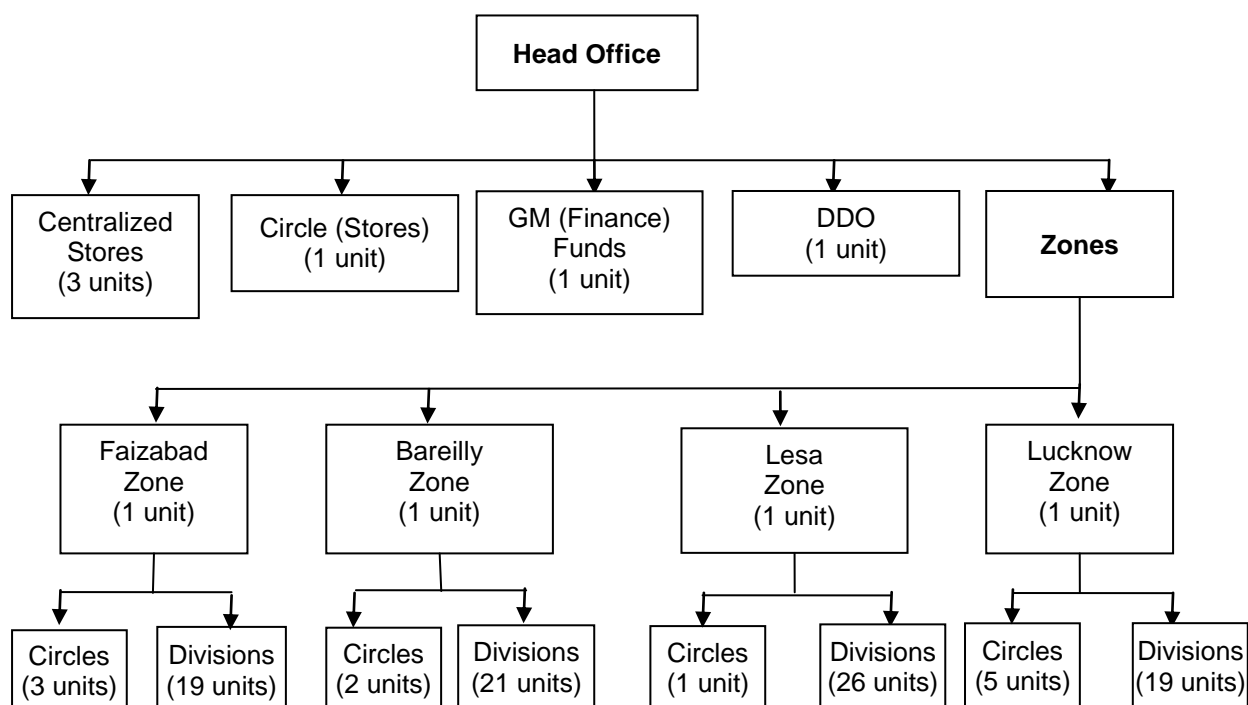 Head Office
Centralized
Stores
(3 units)
Circle (Stores)
(1 unit)
GM (Finance)
Funds
(1 unit)
DDO
(1 unit)
Zones
Faizabad
Zone
(1 unit)
Bareilly
Zone
(1 unit)
Lesa
Zone
(1 unit)
Lucknow
Zone
(1 unit)
Circles
(3 units)
Divisions
(19 units)
Circles
(2 units)
Divisions
(21 units)
Circles
(1 unit)
Divisions
(26 units)
Circles
(5 units)
Divisions
(19 units)